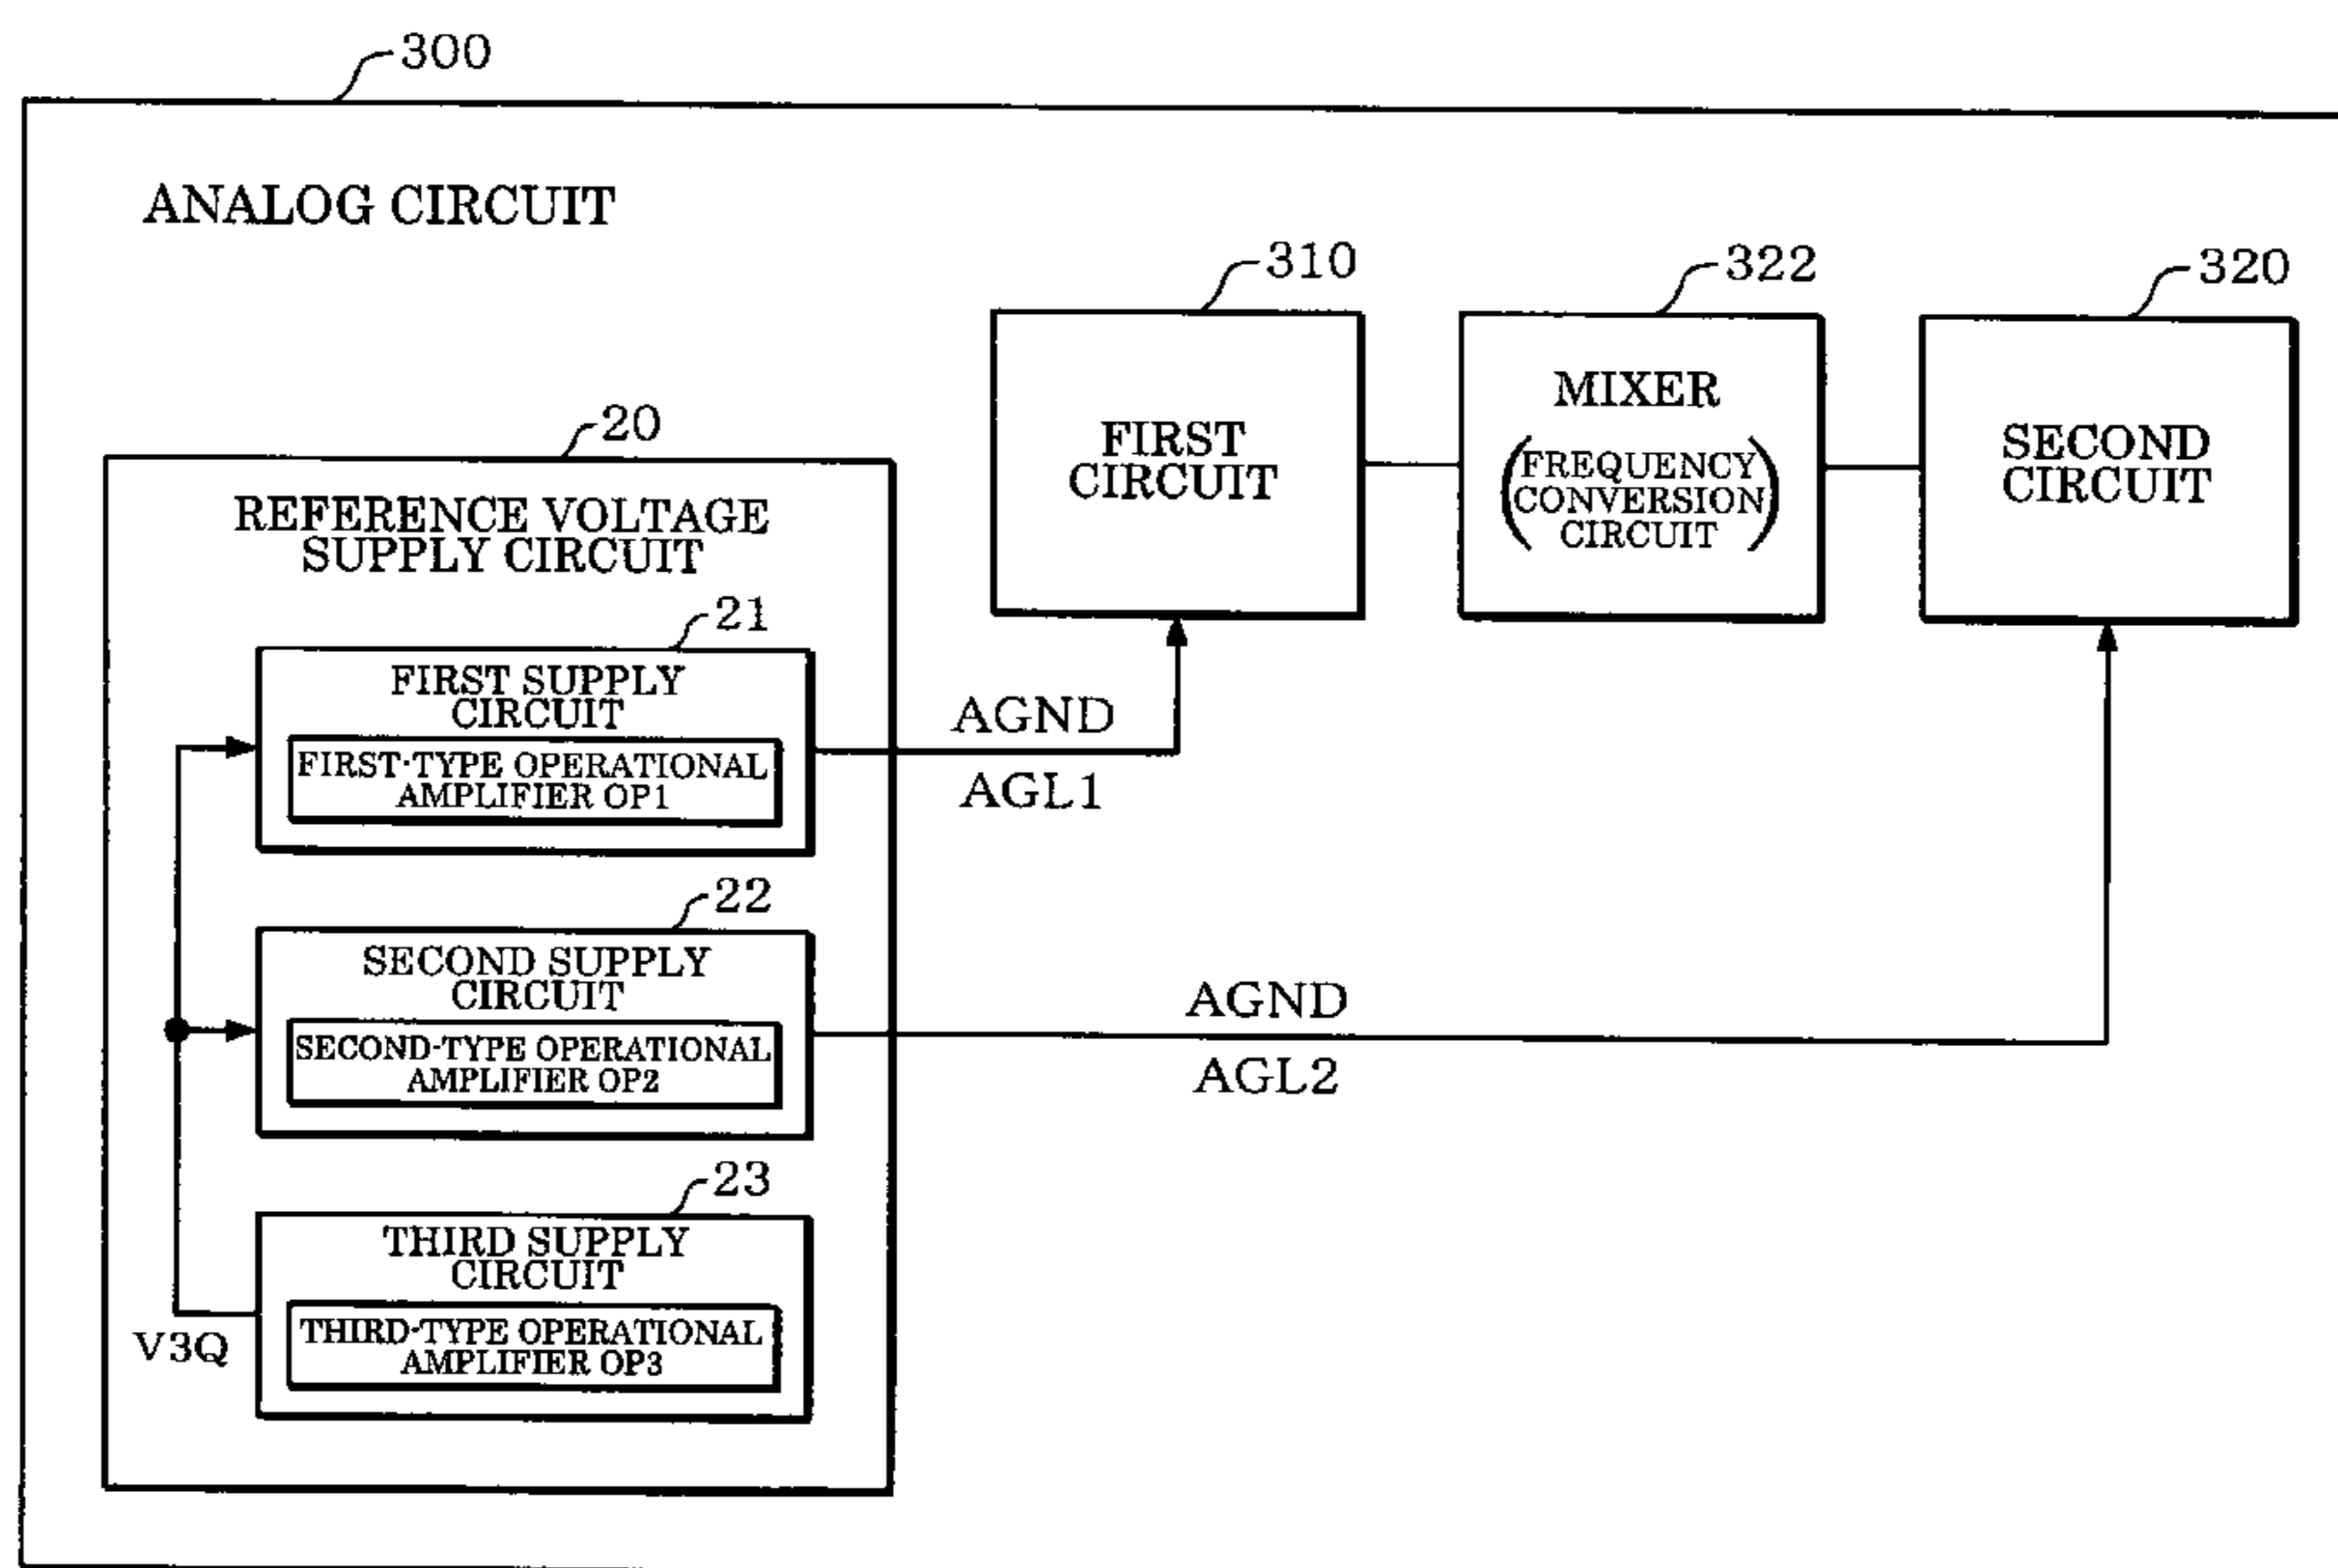 300
ANALOG CIRCUIT
310
322
320
FIRST
CIRCUIT
MIXER
(FREQUENCY
CONVERSION
CIRCUIT)
SECOND
CIRCUIT
20
REFERENCE VOLTAGE
SUPPLY CIRCUIT
21
FIRST SUPPLY
CIRCUIT
FIRST-TYPE OPERATIONAL
AMPLIFIER OP1
AGND
AGL1
22
SECOND SUPPLY
CIRCUIT
SECOND-TYPE OPERATIONAL
AMPLIFIER OP2
AGND
AGL2
23
THIRD SUPPLY
CIRCUIT
THIRD-TYPE OPERATIONAL
AMPLIFIER OP3
V3Q